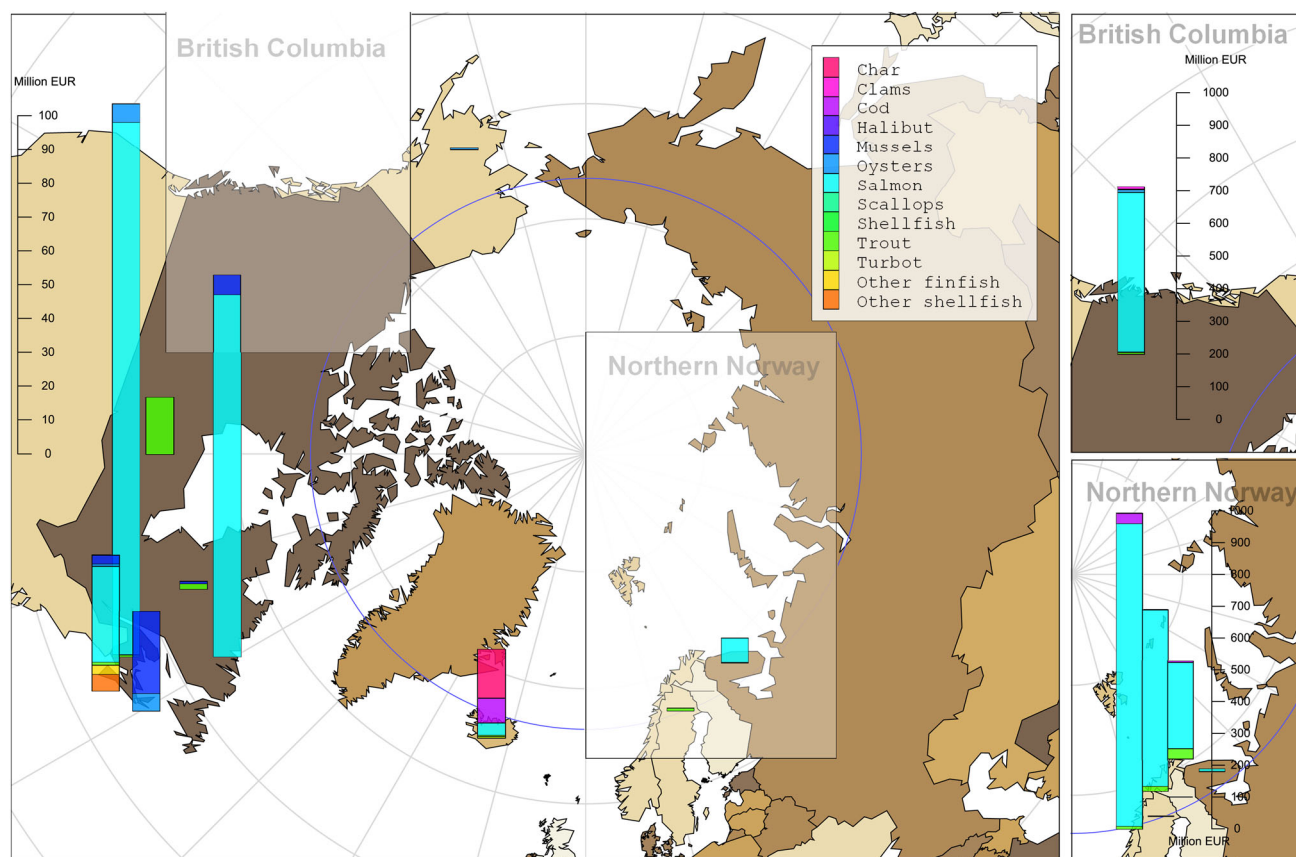 British Columbia
Million EUR
100
90
80
70
60
50
40
30
20
10
0
Char
Clams
Cod
Halibut
Mussels
Oysters
Salmon
Scallops
Shellfish
Trout
Turbot
Other finfish
Other shellfish
Northern Norway
British Columbia
Million EUR
1000
900
800
700
600
500
400
300
200
100
0
Northern Norway
1000
900
800
700
600
500
400
300
200
100
0
Million EUR